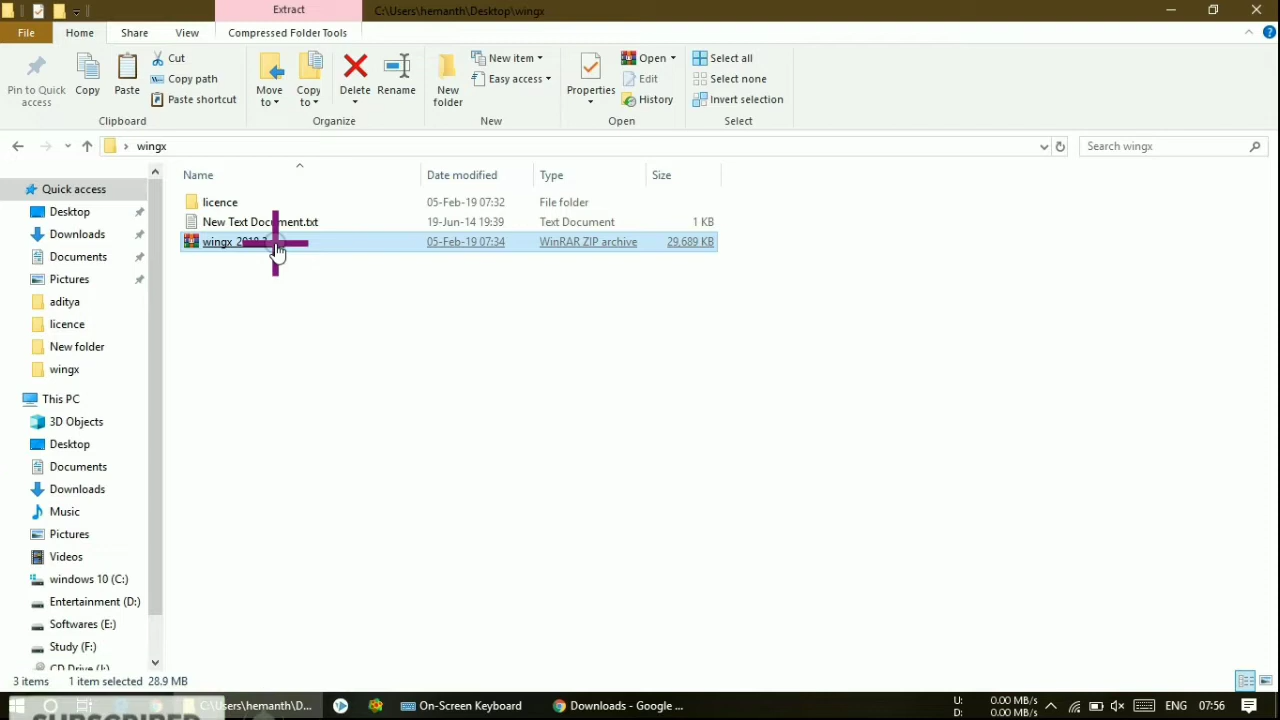 Extract
C:\Users\hemanth\Desktop\wingx
File
Home
Share
View
Compressed Folder Tools
Pin to Quick access
Copy
Paste
Cut
Copy path
Paste shortcut
Clipboard
Move to
Copy to
Delete
Rename
Organize
New folder
New item
Easy access
New
Properties
Open
Edit
History
Open
Select all
Select none
Invert selection
Select
wingx
Search wingx
Name
Date modified
Type
Size
licence
05-Feb-19 07:32
File folder
New Text Document.txt
19-Jun-14 19:39
Text Document
1 KB
wingx
05-Feb-19 07:34
WinRAR ZIP archive
29,689 KB
Quick access
Desktop
Downloads
Documents
Pictures
aditya
licence
New folder
wingx
This PC
3D Objects
Desktop
Documents
Downloads
Music
Pictures
Videos
windows 10 (C:)
Entertainment (D:)
Softwares (E:)
Study (F:)
CD Drive (I:)
3 items
1 item selected 28.9 MB
C:\Users\hemanth\D...
On-Screen Keyboard
Downloads - Google ...
U: 0.00 MB/s
D: 0.00 MB/s
ENG
07:56
SUBSCRIBED